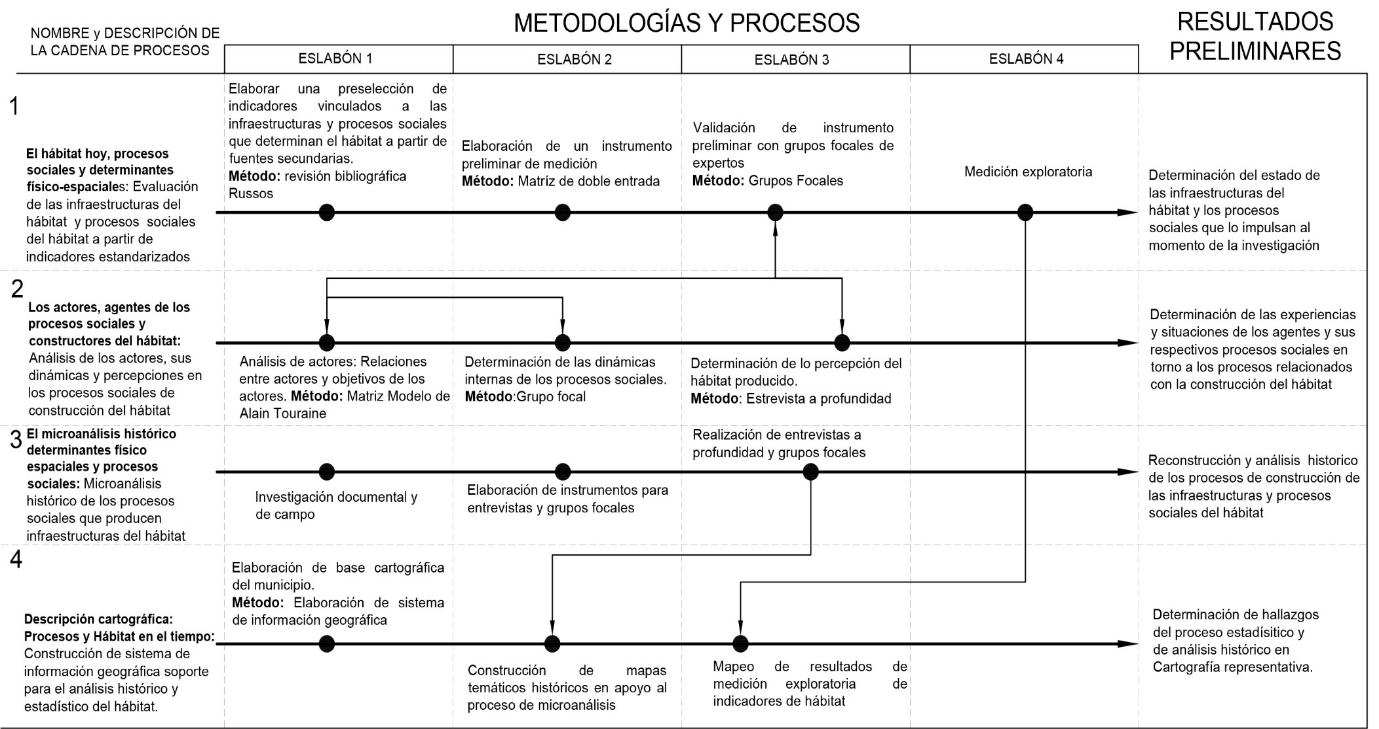 NOMBRE y DESCRIPCIÓN DE
LA CADENA DE PROCESOS
METODOLOGÍAS Y PROCESOS
RESULTADOS
PRELIMINARES
ESLABÓN 1
ESLABÓN 2
ESLABÓN 3
ESLABÓN 4
1
El hábitat hoy, procesos
sociales y determinantes
físico-espaciales: Evaluación
de las infraestructuras del
hábitat y procesos sociales
del hábitat a partir de
indicadores estandarizados
Elaborar una preselección de
indicadores vinculados a las
infraestructuras y procesos sociales
que determinan el hábitat a partir de
fuentes secundarias.
Método: revisión bibliográfica
Russos
Elaboración de un instrumento
preliminar de medición
Método: Matríz de doble entrada
Validación de instrumento
preliminar con grupos focales de
expertos
Método: Grupos Focales
Medición exploratoria
Determinación del estado de
las infraestructuras del
hábitat y los procesos
sociales que lo impulsan al
momento de la investigación
2
Los actores, agentes de los
procesos sociales y
constructores del hábitat:
Análisis de los actores, sus
dinámicas y percepciones en
los procesos sociales de
construcción del hábitat
Análisis de actores: Relaciones
entre actores y objetivos de los
actores. Método: Matriz Modelo de
Alain Touraine
Determinación de las dinámicas
internas de los procesos sociales.
Método:Grupo focal
Determinación de lo percepción del
hábitat producido.
Método: Estrevista a profundidad
Determinación de las experiencias
y situaciones de los agentes y sus
respectivos procesos sociales en
torno a los procesos relacionados
con la construcción del hábitat
3
El microanálisis histórico
determinantes físico
espaciales y procesos
sociales: Microanálisis
histórico de los procesos
sociales que producen
infraestructuras del hábitat
Investigación documental y
de campo
Elaboración de instrumentos para
entrevistas y grupos focales
Realización de entrevistas a
profundidad y grupos focales
Reconstrucción y análisis historico
de los procesos de construcción de
las infraestructuras y procesos
sociales del hábitat
4
Descripción cartográfica:
Procesos y Hábitat en el tiempo:
Construcción de sistema de
información geográfica soporte
para el análisis histórico y
estadístico del hábitat.
Elaboración de base cartográfica
del municipio.
Método: Elaboración de sistema
de información geográfica
Construcción de mapas
temáticos históricos en apoyo al
proceso de microanálisis
Mapeo de resultados de
medición exploratoria de
indicadores de hábitat
Determinación de hallazgos
del proceso estadísitico y
de análisis histórico en
Cartografía representativa.